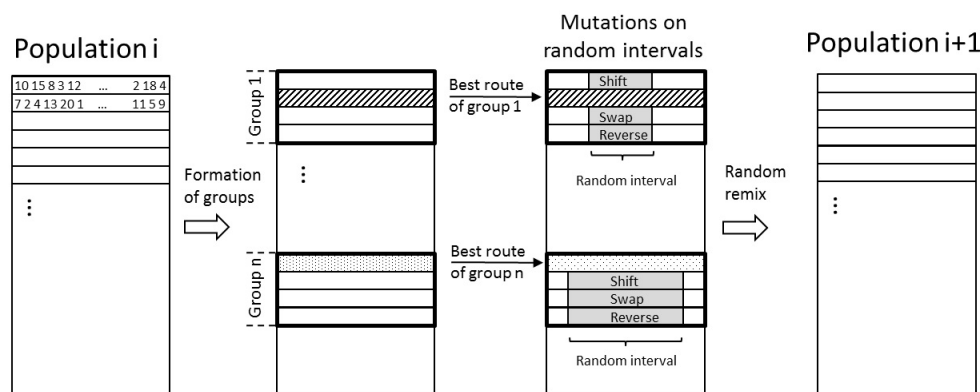 Population i
10 15 8 3 12 ... 2 18 4
7 2 4 13 20 1 ... 11 5 9
⋮
Formation
of groups
Group 1
⋮
Group n
Best route
of group 1
Best route
of group n
Mutations on
random intervals
Shift
Swap
Reverse
Random interval
Shift
Swap
Reverse
Random interval
Random
remix
Population i+1
⋮